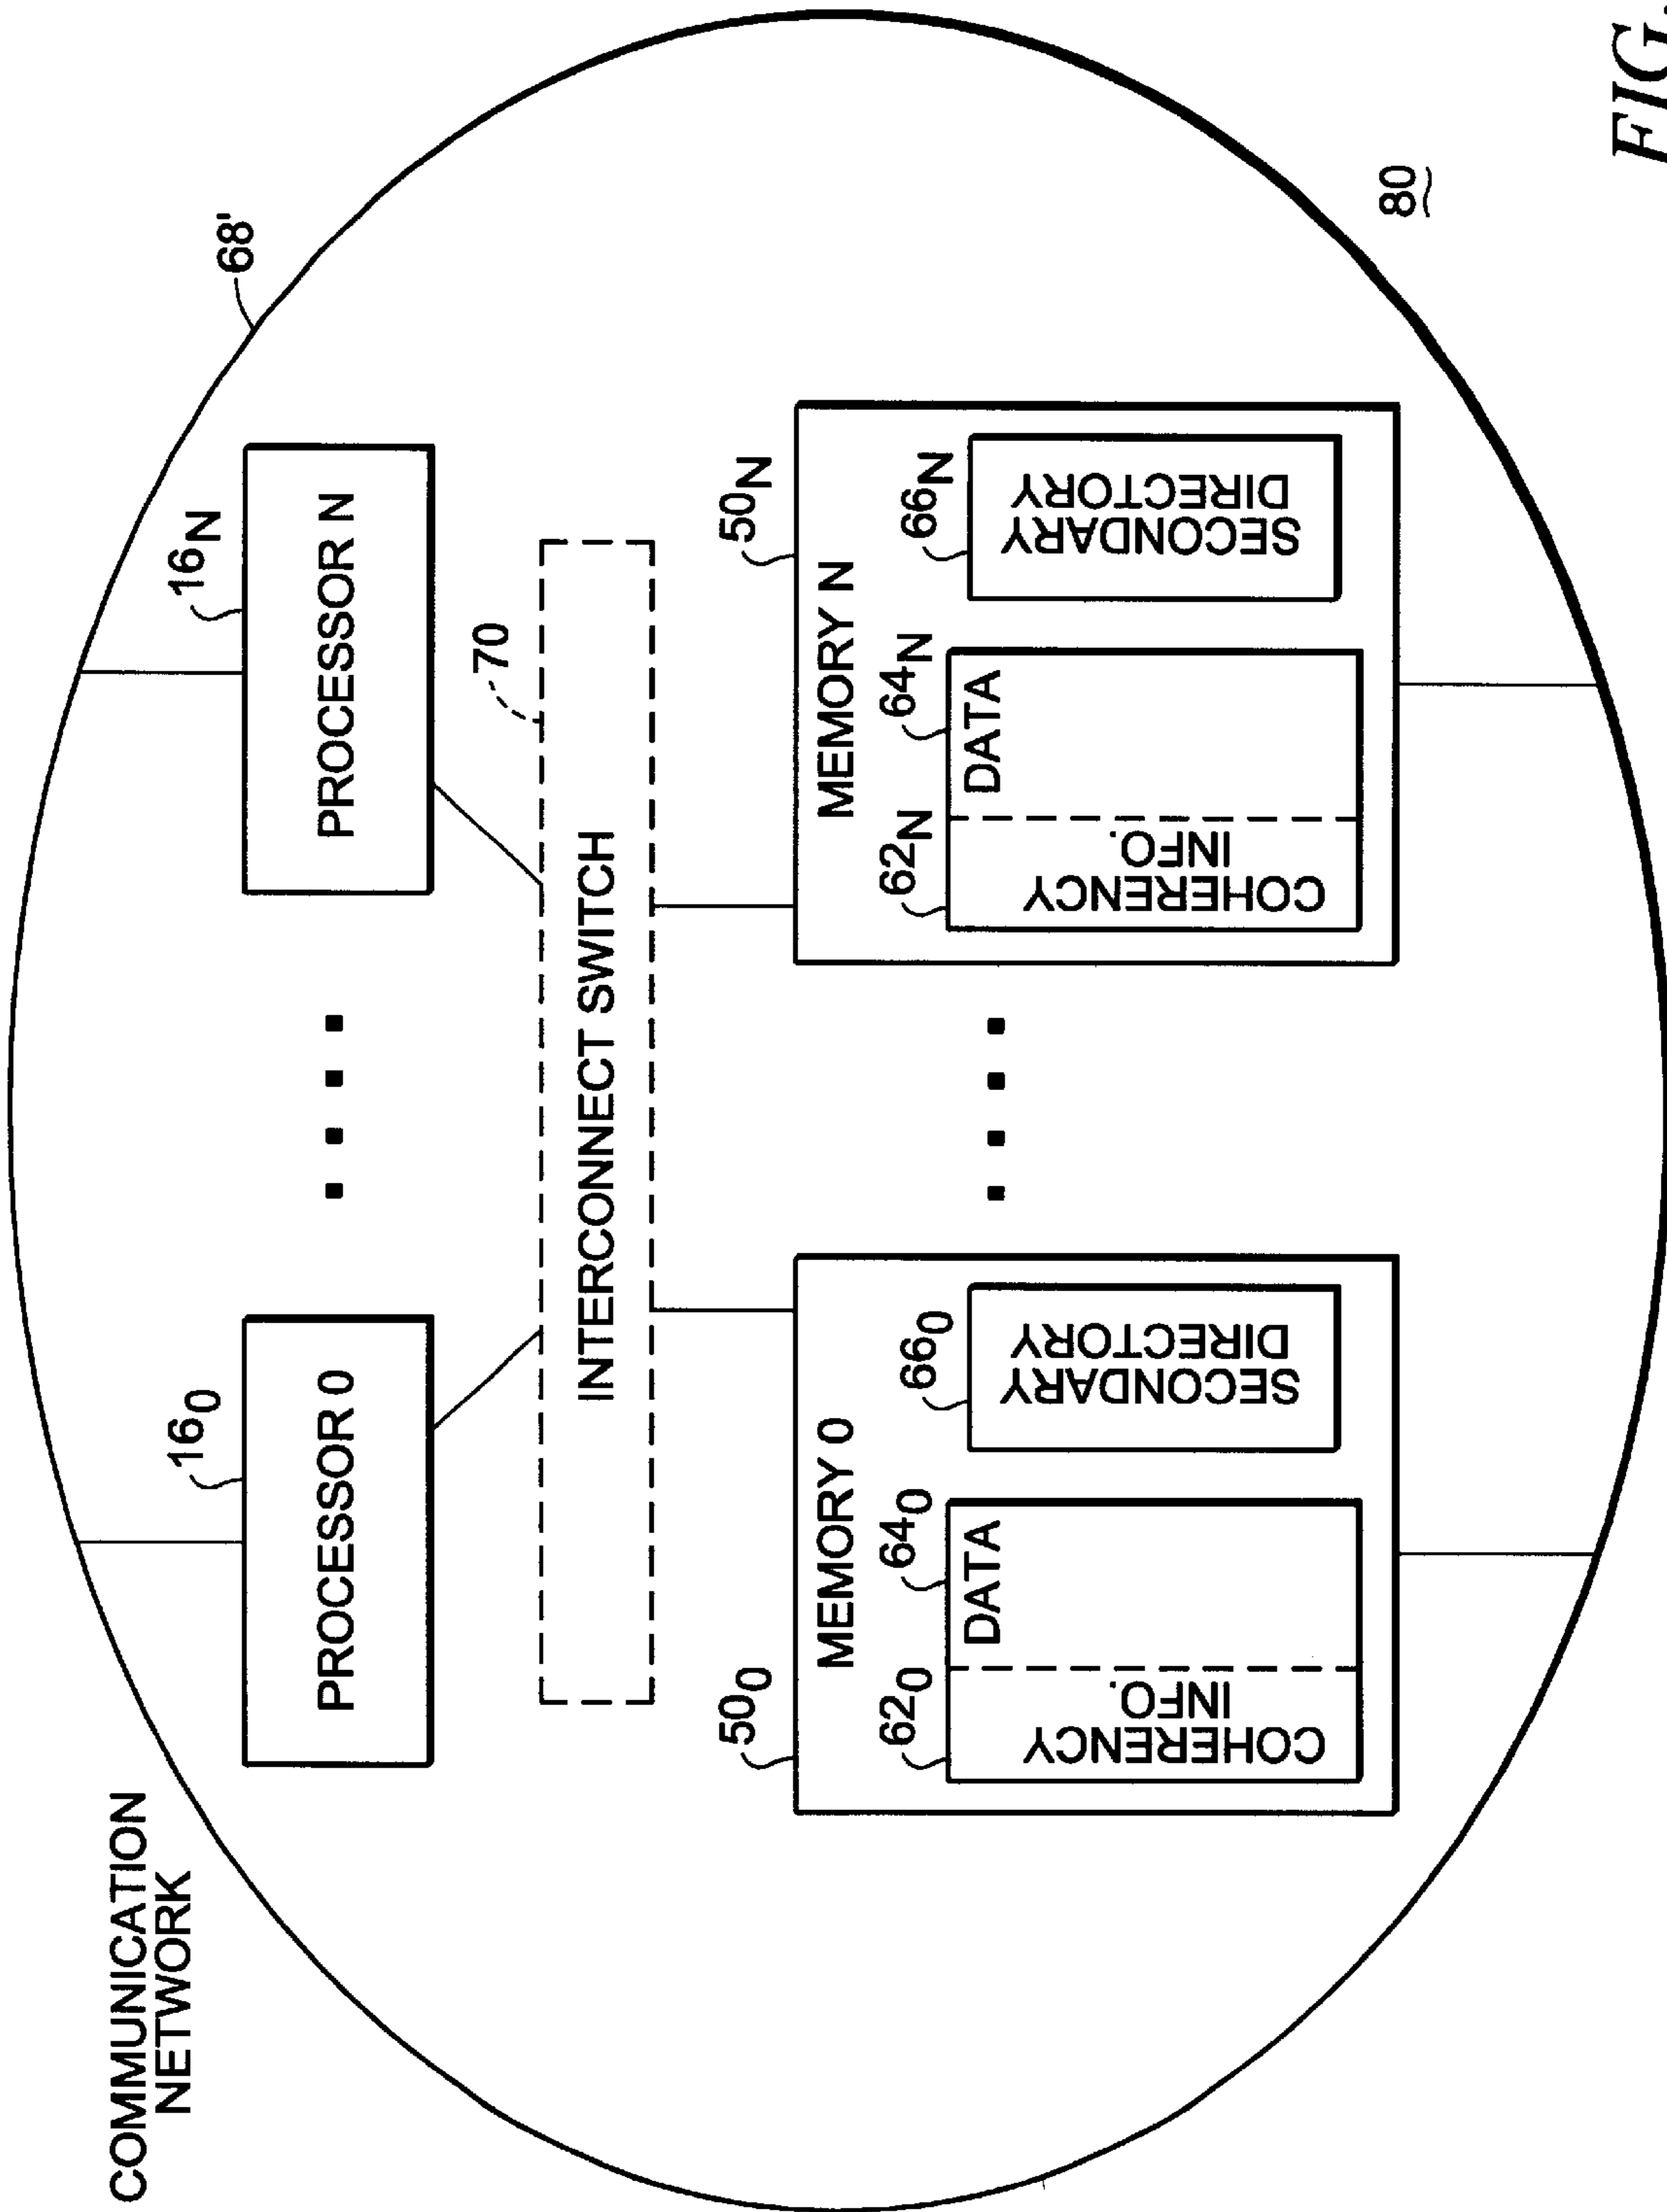 COMMUNICATION
NETWORK
68'
16₀
PROCESSOR 0
16N
PROCESSOR N
70
INTERCONNECT SWITCH
50₀
MEMORY 0
62₀
64₀
66₀
COHERENCY
INFO.
DATA
SECONDARY
DIRECTORY
50N
MEMORY N
62N
64N
66N
COHERENCY
INFO.
DATA
SECONDARY
DIRECTORY
80
FIG.